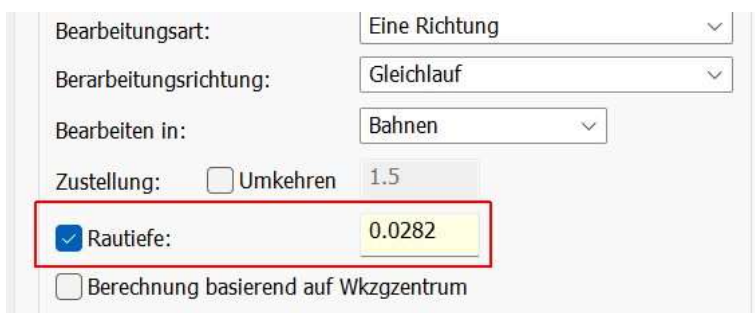 Bearbeitungsart: Eine Richtung
Berarbeitungsrichtung: Gleichlauf
Bearbeiten in: Bahnen
Zustellung: Umkehren 1.5
Rautiefe: 0.0282
Berechnung basierend auf Wkzgzentrum